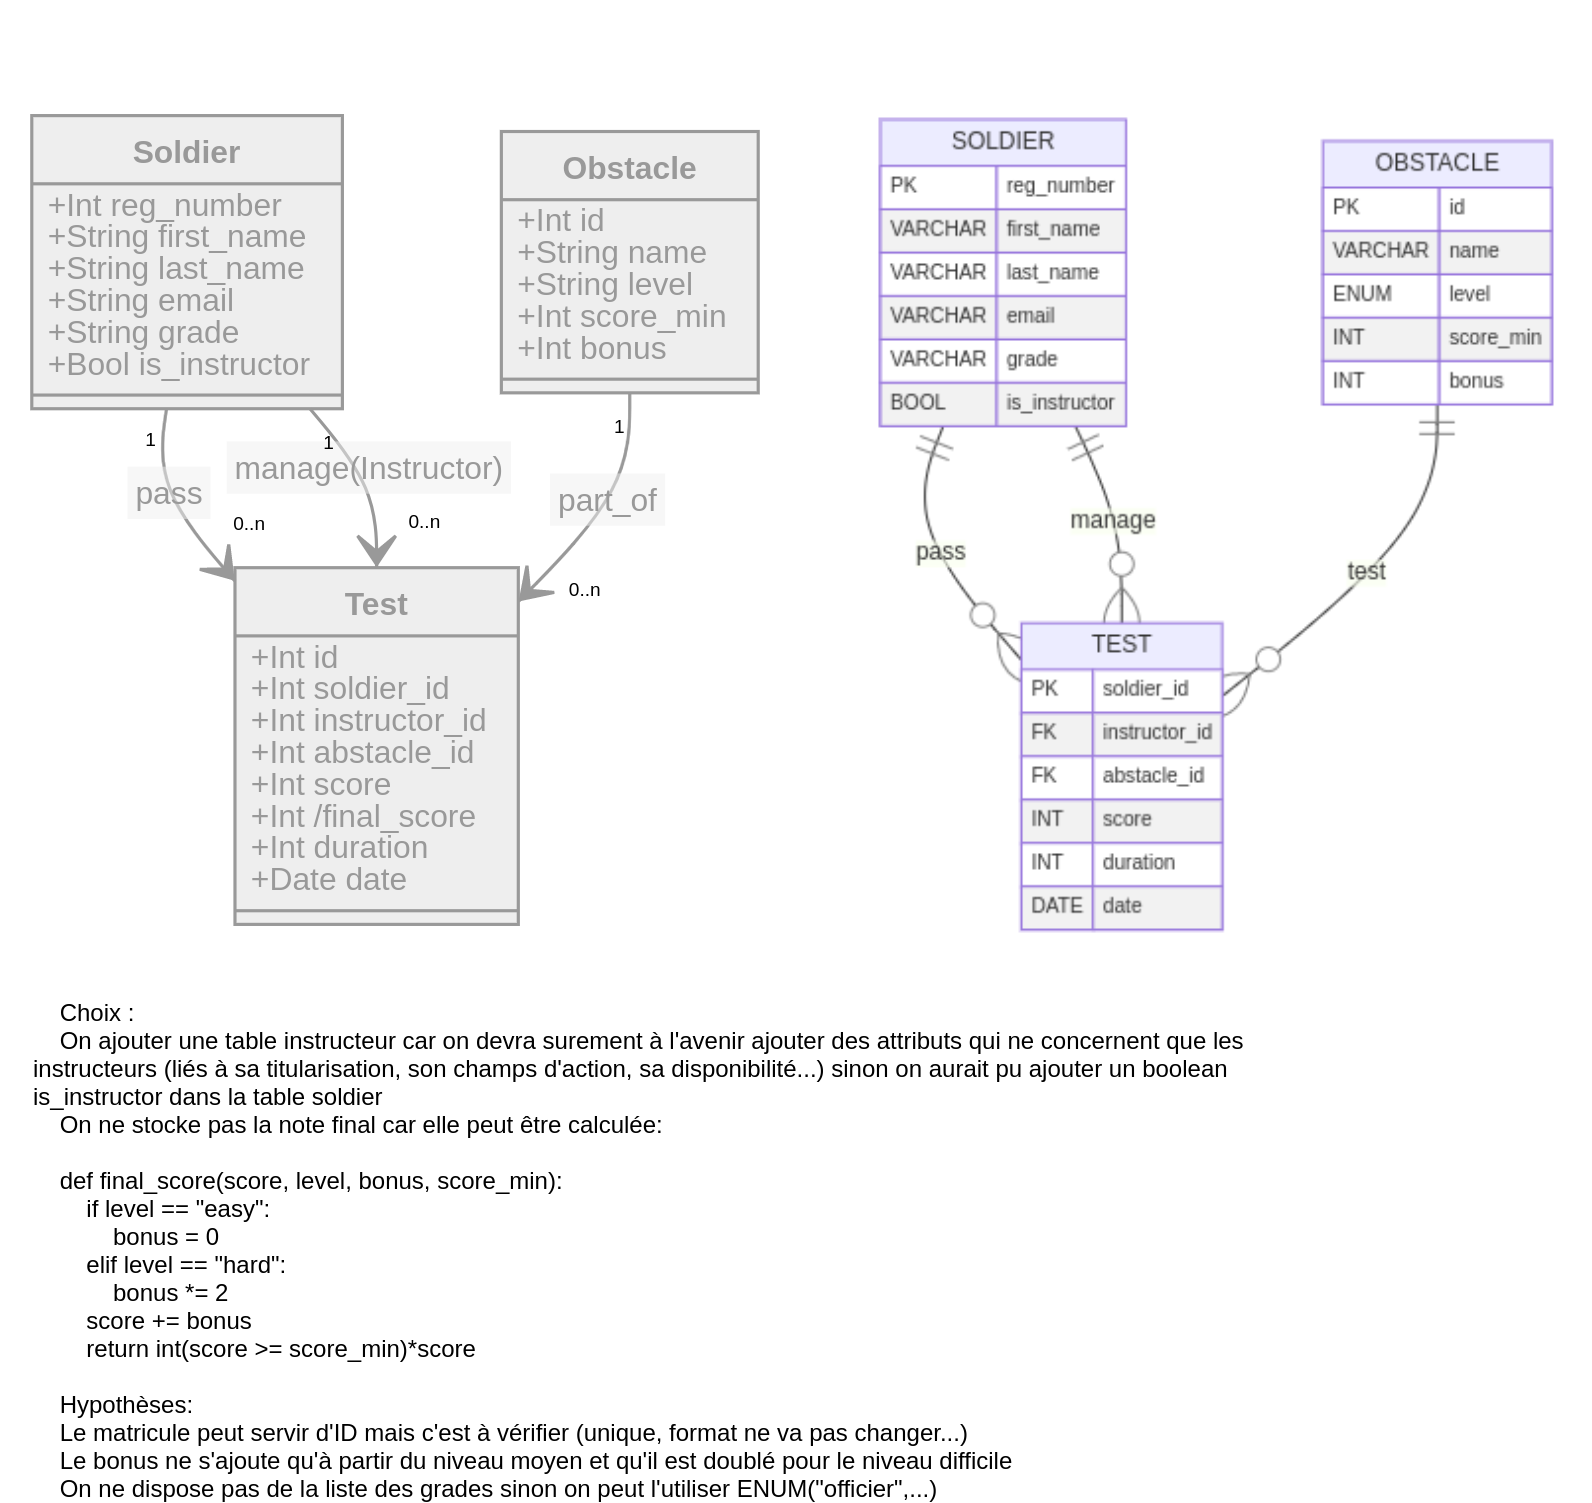 Soldier
+Int reg_number
+String first_name
+String last_name
+String email
+String grade
+Bool is_instructor
Obstacle
+Int id
+String name
+String level
+Int score_min
+Int bonus
1
1
1
pass
manage(Instructor)
part_of
0..n
0..n
0..n
Test
+Int id
+Int soldier_id
+Int instructor_id
+Int abstacle_id
+Int score
+Int /final_score
+Int duration
+Date date
SOLDIER
PK reg_number
VARCHAR first_name
VARCHAR last_name
VARCHAR email
VARCHAR grade
BOOL is_instructor
OBSTACLE
PK id
VARCHAR name
ENUM level
INT score_min
INT bonus
manage
pass
test
TEST
PK soldier_id
FK instructor_id
FK abstacle_id
INT score
INT duration
DATE date
Choix :
On ajouter une table instructeur car on devra surement à l'avenir ajouter des attributs qui ne concernent que les
instructeurs (liés à sa titularisation, son champs d'action, sa disponibilité...) sinon on aurait pu ajouter un boolean
is_instructor dans la table soldier
On ne stocke pas la note final car elle peut être calculée:
def final_score(score, level, bonus, score_min):
if level == "easy":
bonus = 0
elif level == "hard":
bonus *= 2
score += bonus
return int(score >= score_min)*score
Hypothèses:
Le matricule peut servir d'ID mais c'est à vérifier (unique, format ne va pas changer...)
Le bonus ne s'ajoute qu'à partir du niveau moyen et qu'il est doublé pour le niveau difficile
On ne dispose pas de la liste des grades sinon on peut l'utiliser ENUM("officier",...)